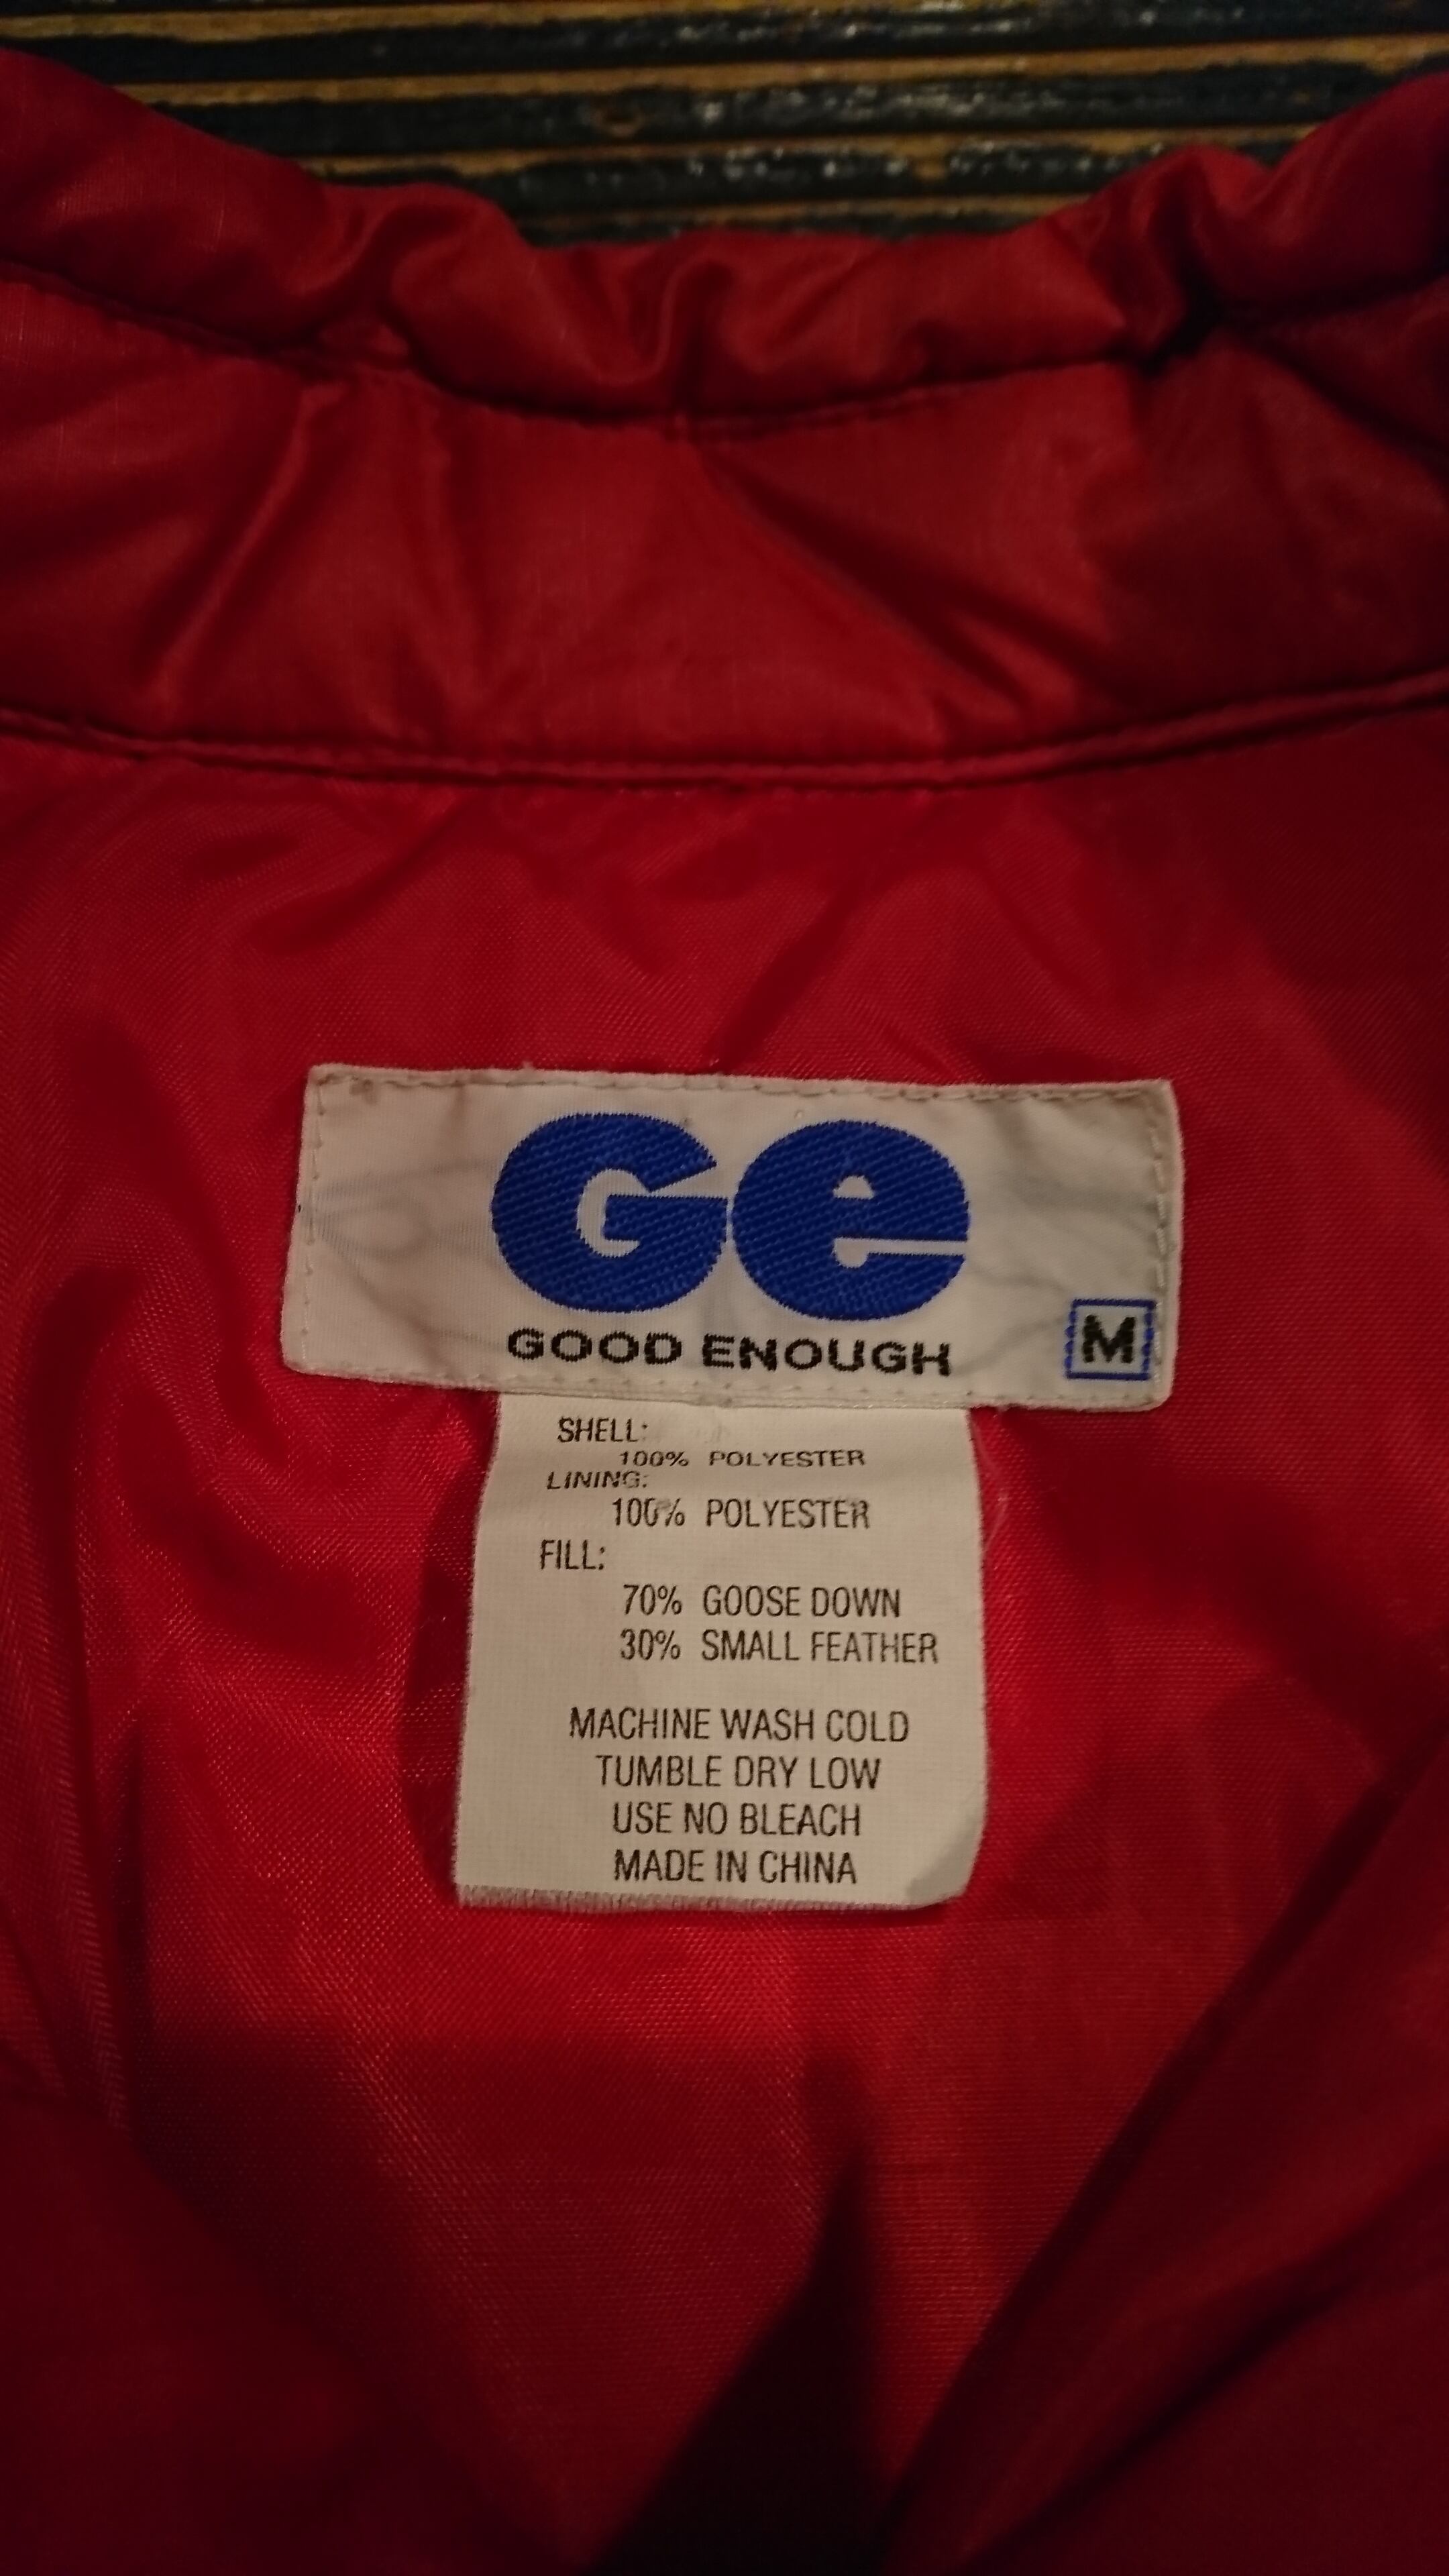 Ge
GOOD ENOUGH
M
SHELL:
100% POLYESTER
LINING:
100% POLYESTER
FILL:
70% GOOSE DOWN
30% SMALL FEATHER
MACHINE WASH COLD
TUMBLE DRY LOW
USE NO BLEACH
MADE IN CHINA